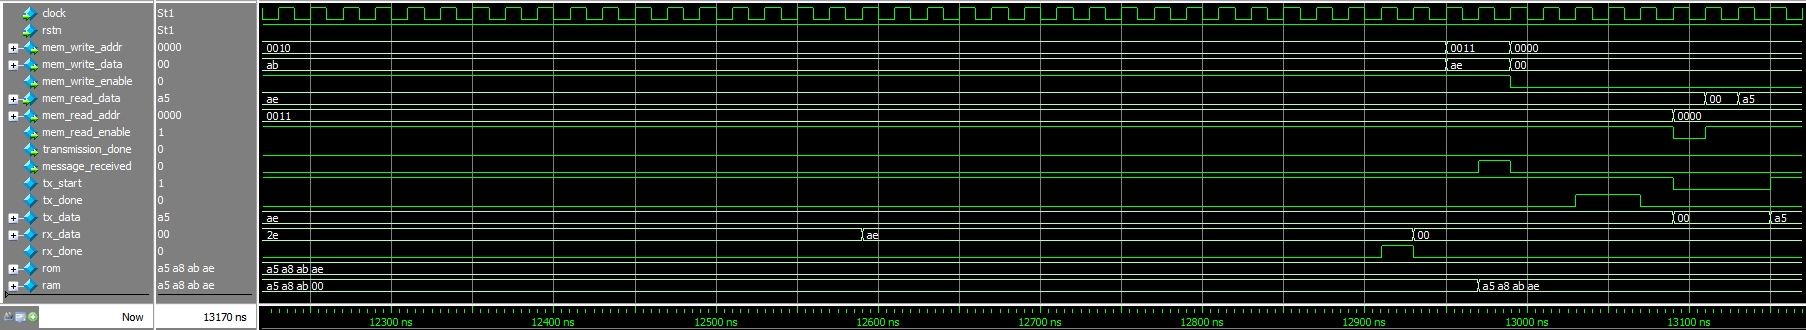 clock St1
rstn St1
mem_write_addr 0000 0010 0011 0000
mem_write_data 00 ab ae 00
mem_write_enable 0
mem_read_data a5 ae 00 a5
mem_read_addr 0000 0011 0000
mem_read_enable 1
transmission_done 0
message_received 0
tx_start 1
tx_done 0
tx_data a5 ae 00 a5
rx_data 00 2e ae 00
rx_done 0
rom a5 a8 ab ae a5 a8 ab ae
ram a5 a8 ab ae a5 a8 ab 00 a5 a8 ab ae
Now 13170 ns 12300 ns 12400 ns 12500 ns 12600 ns 12700 ns 12800 ns 12900 ns 13000 ns 13100 ns